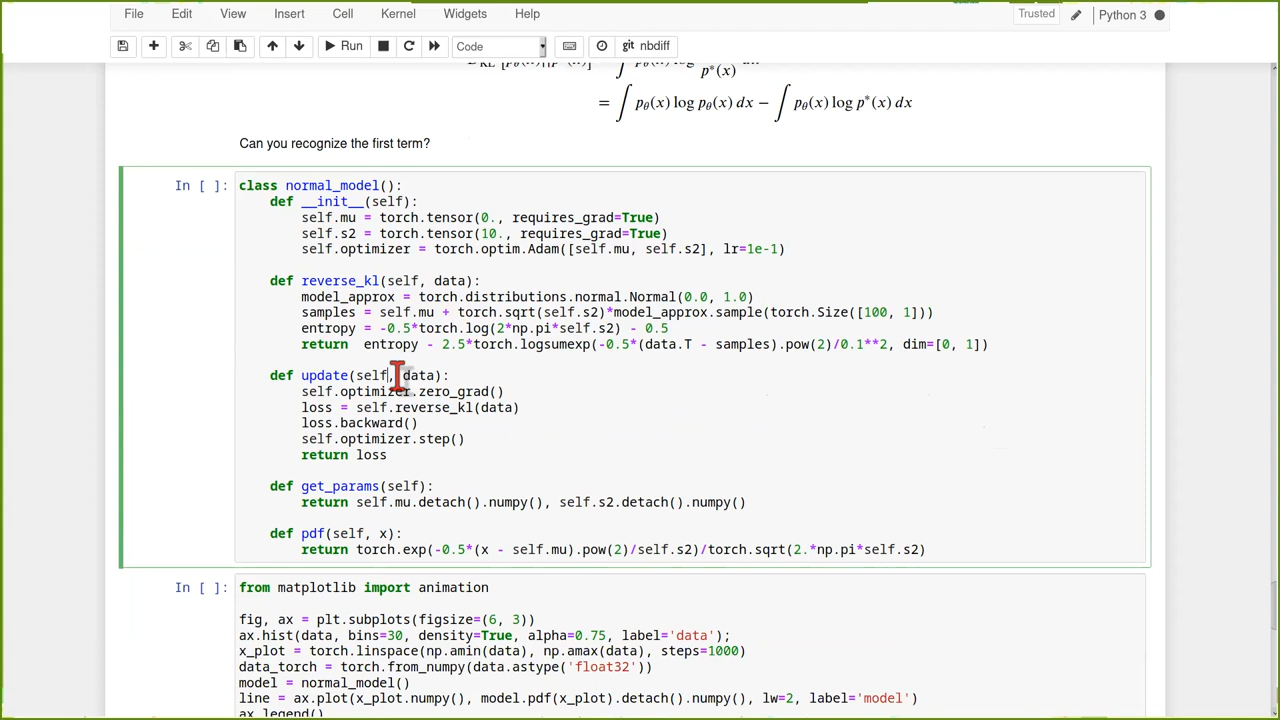 File Edit View Insert Cell Kernel Widgets Help Trusted Python 3
Run Code git nbdiff
p*(x)
= ∫ pθ(x) log pθ(x) dx − ∫ pθ(x) log p*(x) dx
Can you recognize the first term?
In [ ]: class normal_model():
def __init__(self):
self.mu = torch.tensor(0., requires_grad=True)
self.s2 = torch.tensor(10., requires_grad=True)
self.optimizer = torch.optim.Adam([self.mu, self.s2], lr=1e-1)
def reverse_kl(self, data):
model_approx = torch.distributions.normal.Normal(0.0, 1.0)
samples = self.mu + torch.sqrt(self.s2)*model_approx.sample(torch.Size([100, 1]))
entropy = -0.5*torch.log(2*np.pi*self.s2) - 0.5
return  entropy - 2.5*torch.logsumexp(-0.5*(data.T - samples).pow(2)/0.1**2, dim=[0, 1])
def update(self, data):
self.optimizer.zero_grad()
loss = self.reverse_kl(data)
loss.backward()
self.optimizer.step()
return loss
def get_params(self):
return self.mu.detach().numpy(), self.s2.detach().numpy()
def pdf(self, x):
return torch.exp(-0.5*(x - self.mu).pow(2)/self.s2)/torch.sqrt(2.*np.pi*self.s2)
In [ ]: from matplotlib import animation
fig, ax = plt.subplots(figsize=(6, 3))
ax.hist(data, bins=30, density=True, alpha=0.75, label='data');
x_plot = torch.linspace(np.amin(data), np.amax(data), steps=1000)
data_torch = torch.from_numpy(data.astype('float32'))
model = normal_model()
line = ax.plot(x_plot.numpy(), model.pdf(x_plot).detach().numpy(), lw=2, label='model')
ax.legend()